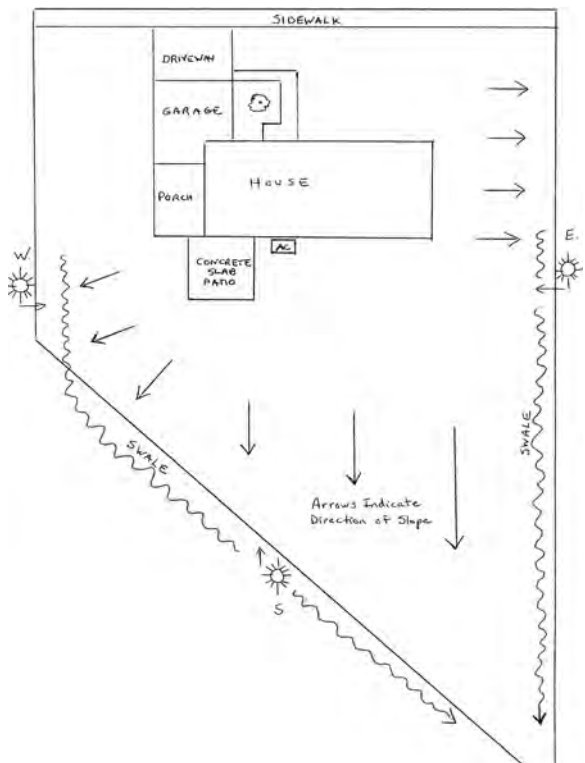 SIDEWALK
DRIVEWAY
GARAGE
HOUSE
PORCH
AC
CONCRETE
SLAB
PATIO
W.
E.
SWALE
SWALE
Arrows Indicate
Direction of Slope
S